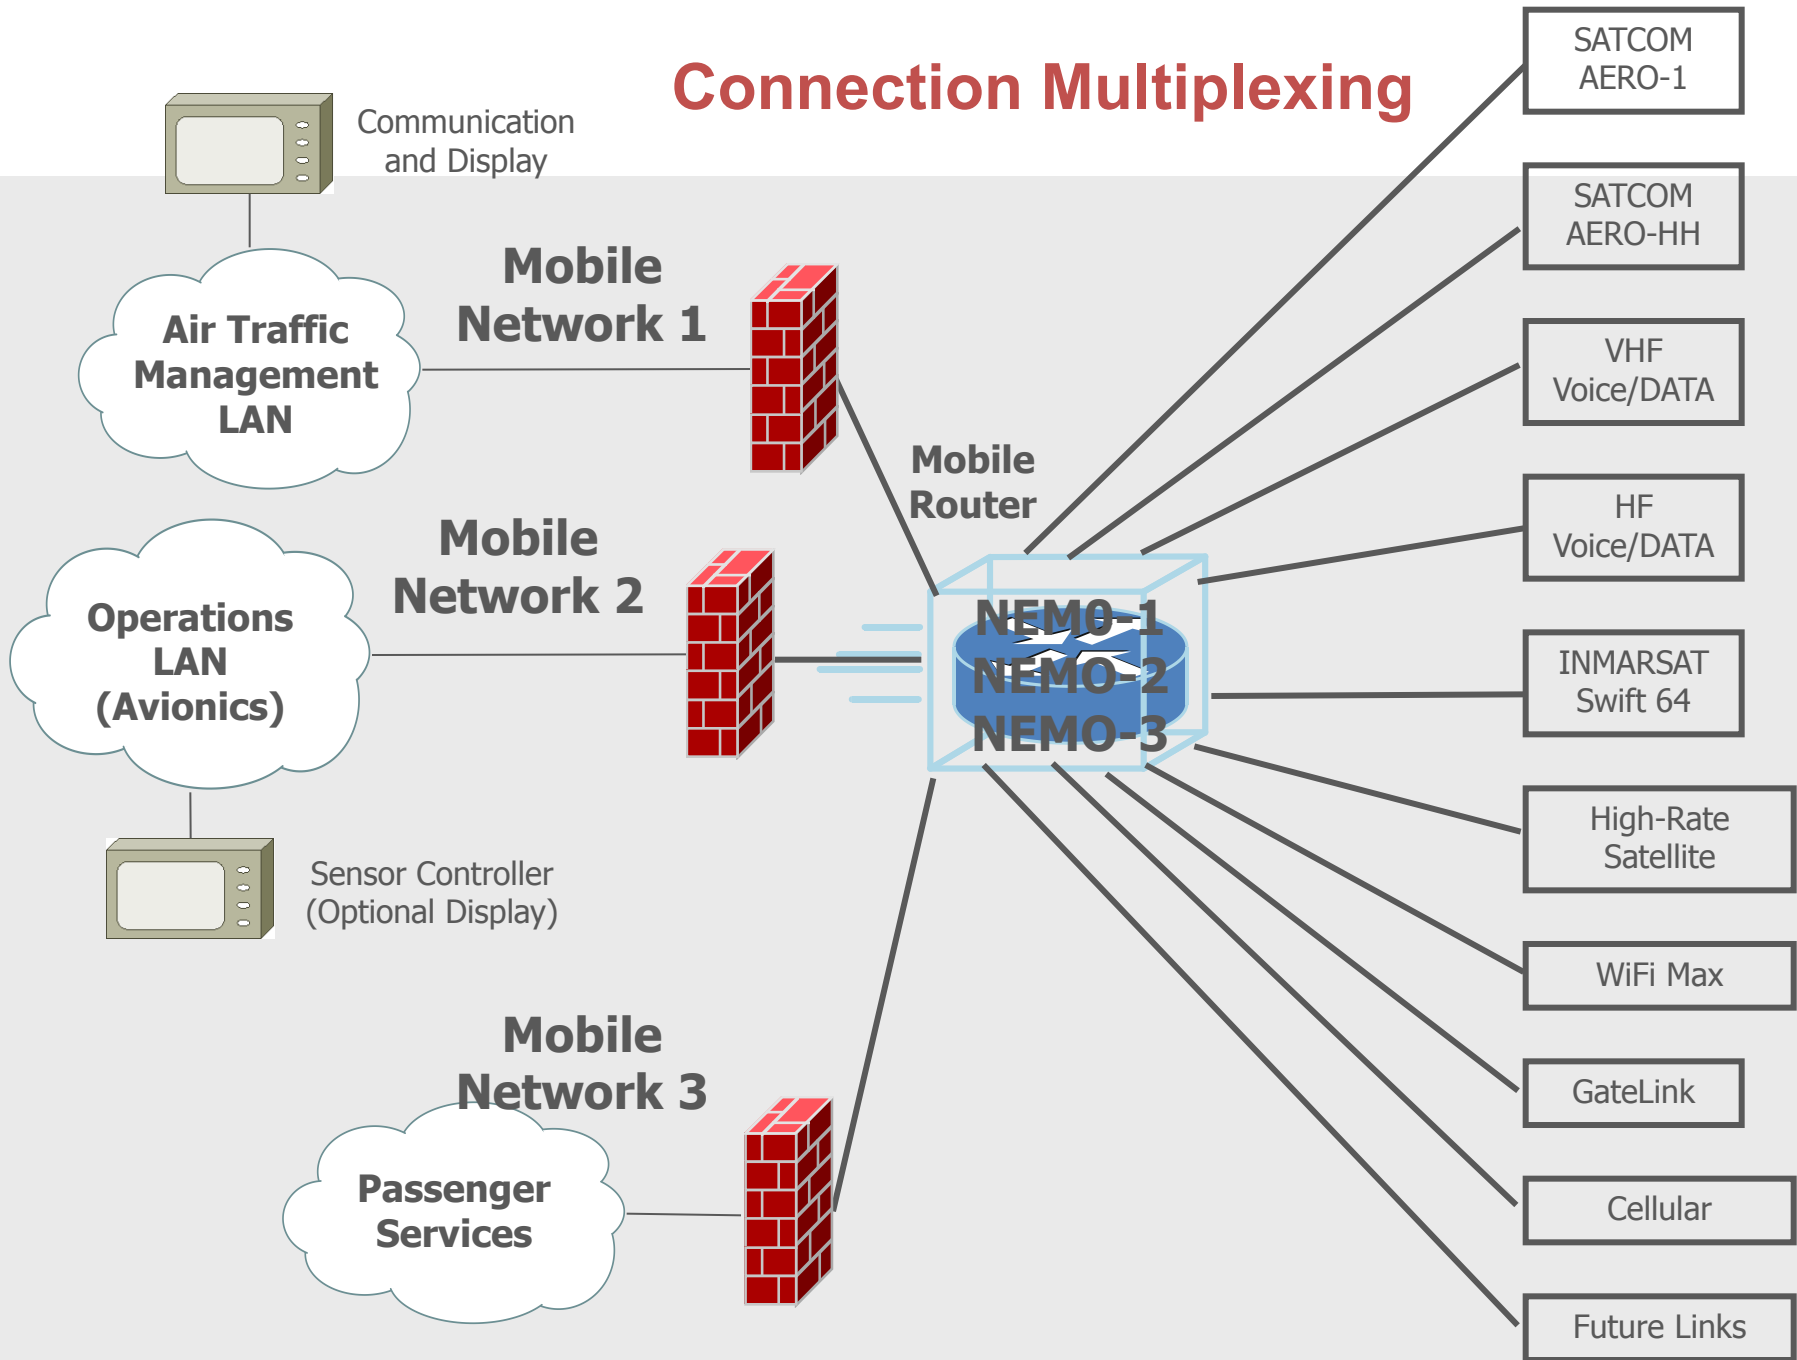 Connection Multiplexing
Communication
and Display
Mobile
Network 1
Air Traffic
Management
LAN
Mobile
Router
Mobile
Network 2
Operations
LAN
(Avionics)
NEM0-1
NEMO-2
NEMO-3
Sensor Controller
(Optional Display)
Mobile
Network 3
Passenger
Services
SATCOM
AERO-1
SATCOM
AERO-HH
VHF
Voice/DATA
HF
Voice/DATA
INMARSAT
Swift 64
High-Rate
Satellite
WiFi Max
GateLink
Cellular
Future Links